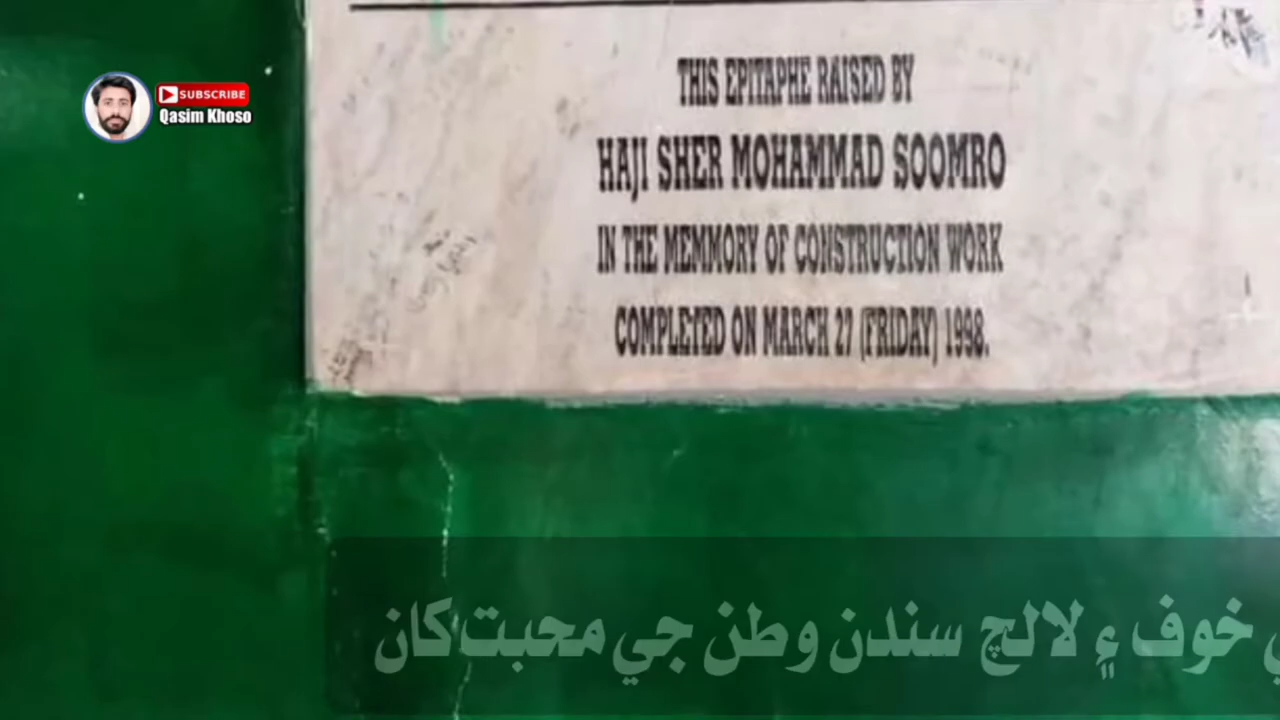 SUBSCRIBE
Qasim Khoso
THIS EPITAPHE RAISED BY
HAJI SHER MOHAMMAD SOOMRO
IN THE MEMMORY OF CONSTRUCTION WORK
COMPLETED ON MARCH 27 (FRIDAY) 1998.
خوف ۽ لالچ سندن وطن جي محبت کان